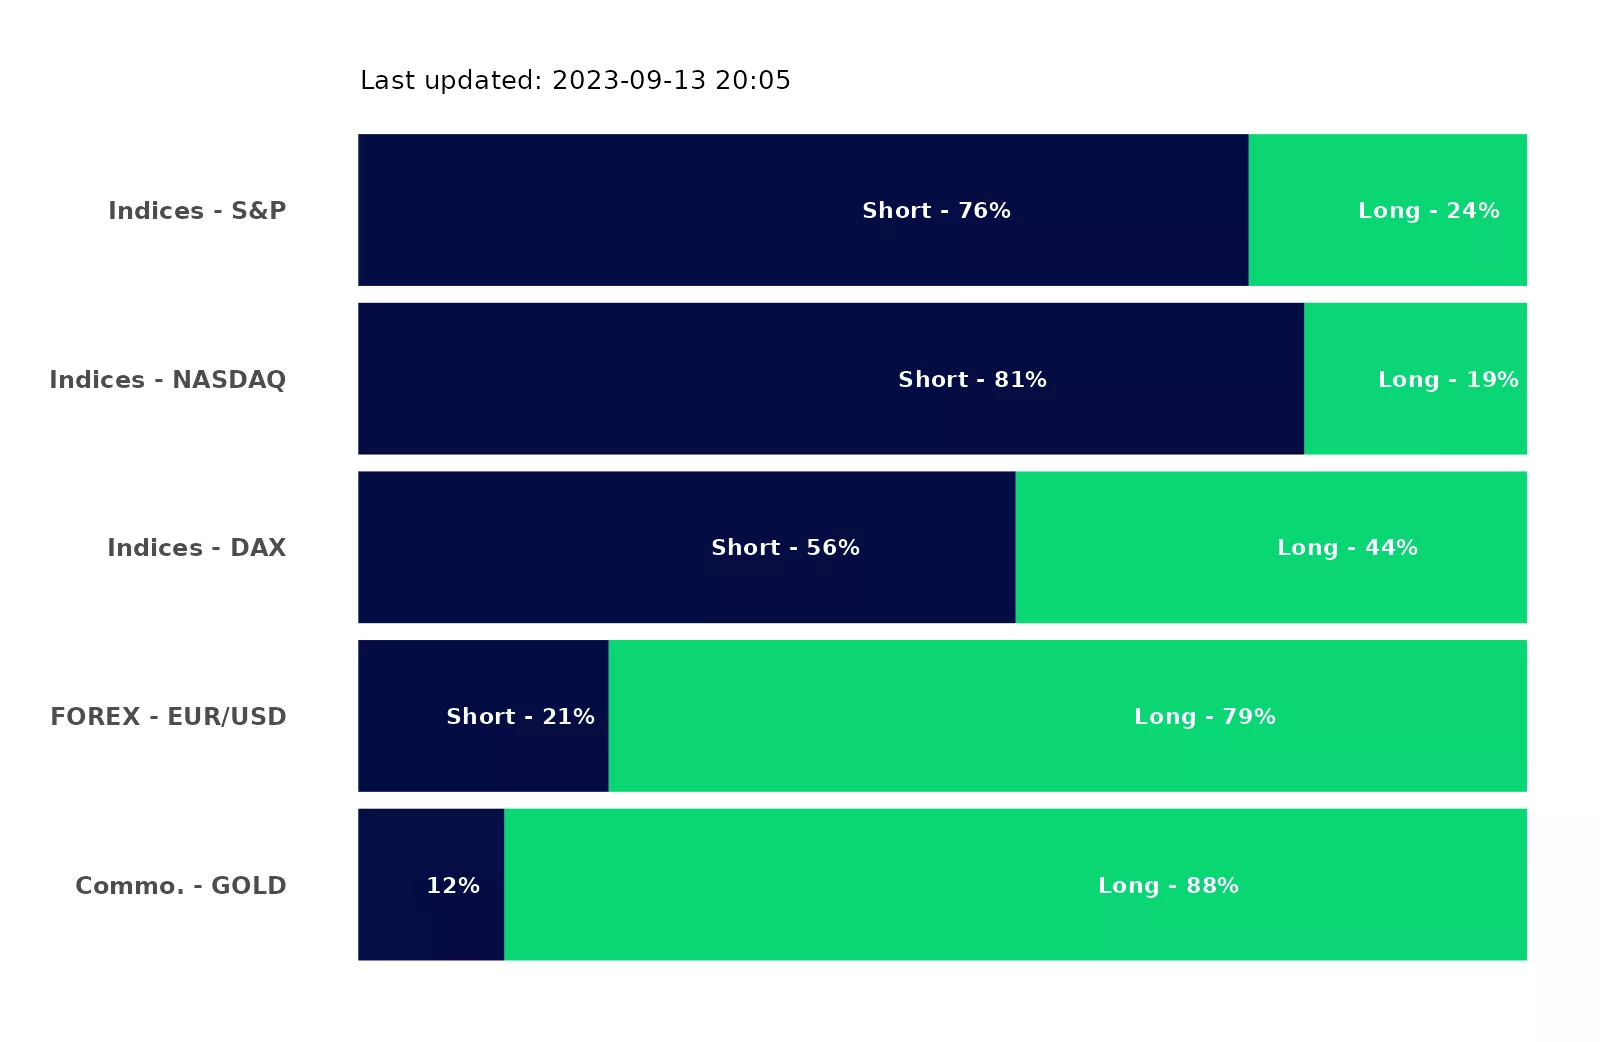 Last updated: 2023-09-13 20:05
Indices - S&P Short - 76% Long - 24%
Indices - NASDAQ Short - 81% Long - 19%
Indices - DAX Short - 56% Long - 44%
FOREX - EUR/USD Short - 21% Long - 79%
Commo. - GOLD 12% Long - 88%